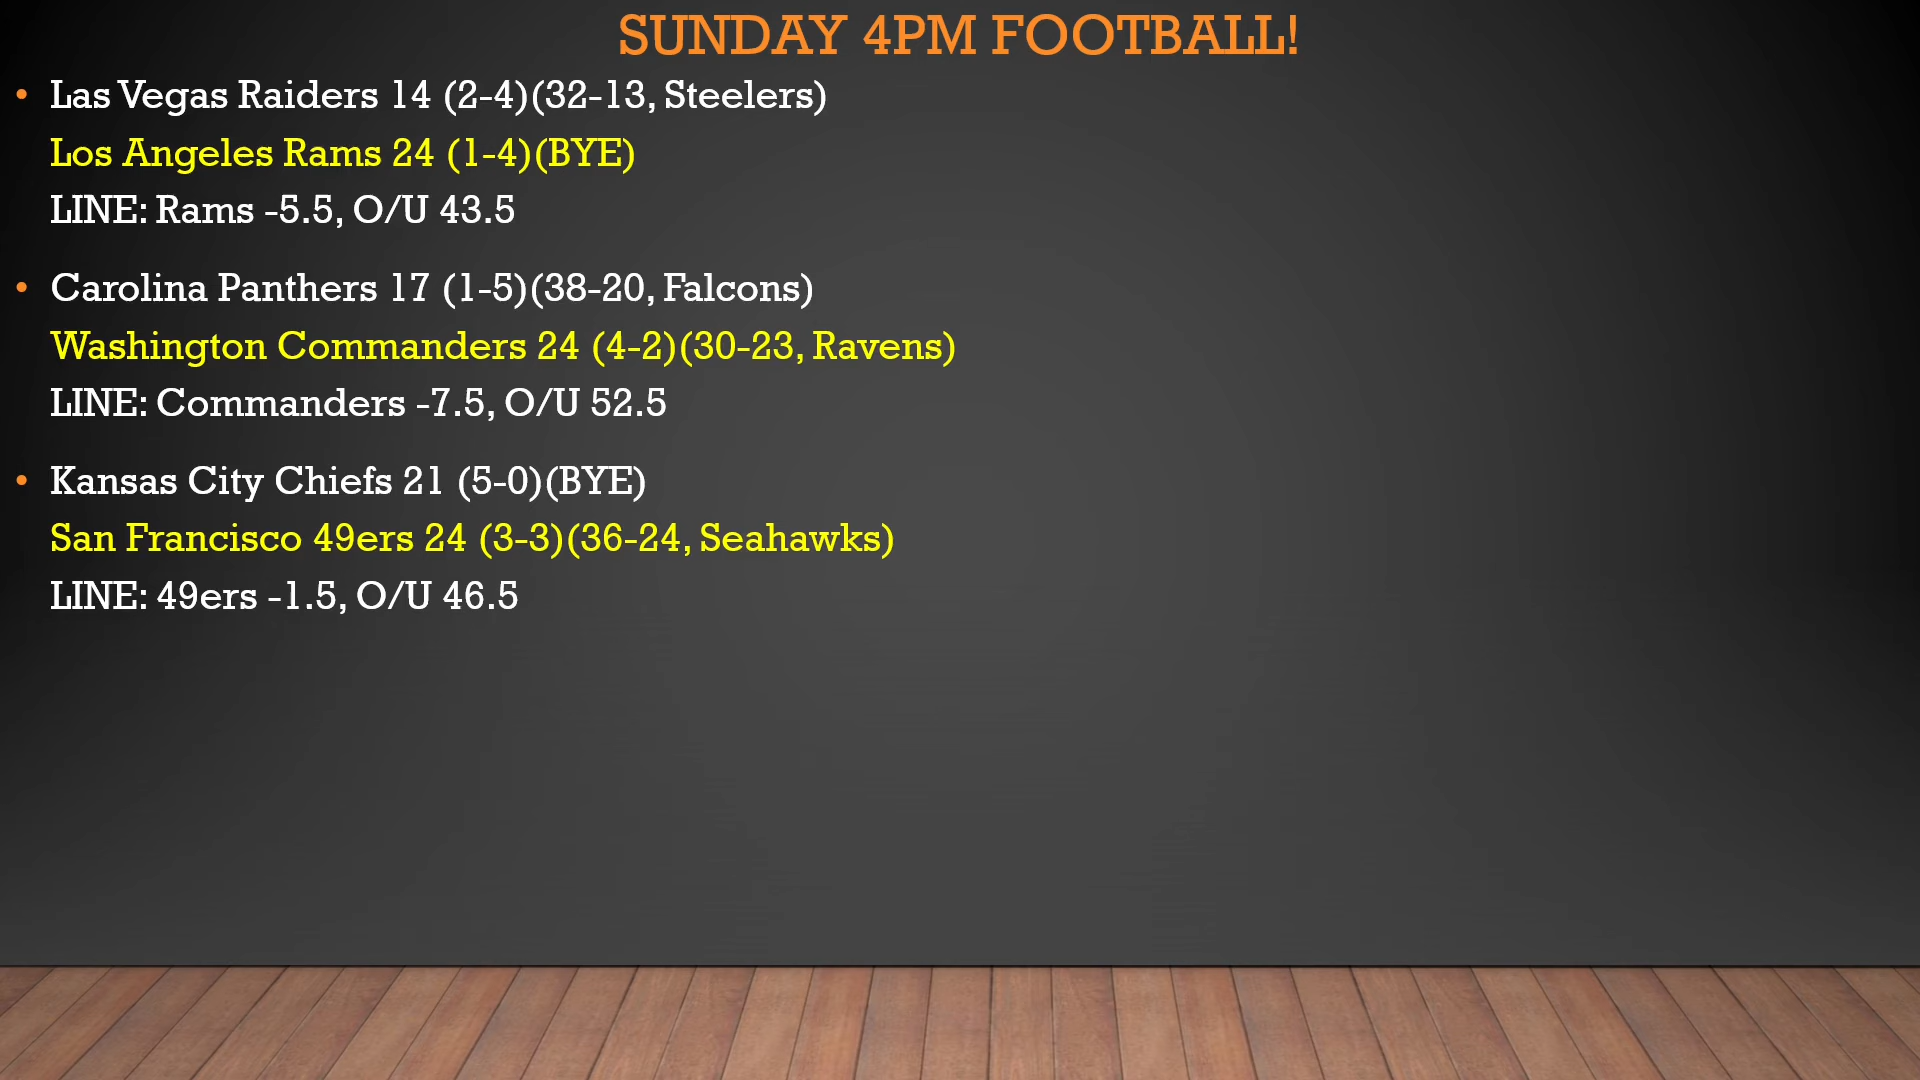 SUNDAY 4PM FOOTBALL!
• Las Vegas Raiders 14 (2-4)(32-13, Steelers)
Los Angeles Rams 24 (1-4)(BYE)
LINE: Rams -5.5, O/U 43.5
• Carolina Panthers 17 (1-5)(38-20, Falcons)
Washington Commanders 24 (4-2)(30-23, Ravens)
LINE: Commanders -7.5, O/U 52.5
• Kansas City Chiefs 21 (5-0)(BYE)
San Francisco 49ers 24 (3-3)(36-24, Seahawks)
LINE: 49ers -1.5, O/U 46.5